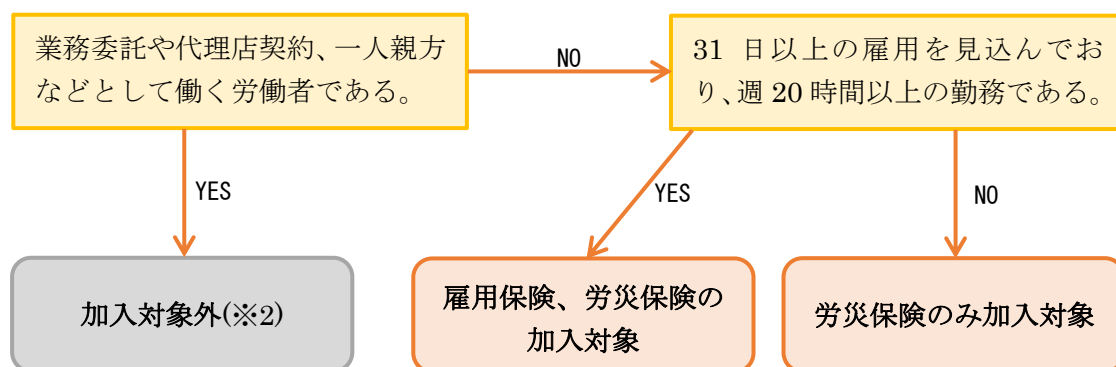 業務委託や代理店契約、一人親方
などとして働く労働者である。
NO
31 日以上の雇用を見込んでお
り、週 20 時間以上の勤務である。
YES
YES
NO
加入対象外(※2)
雇用保険、労災保険の
加入対象
労災保険のみ加入対象